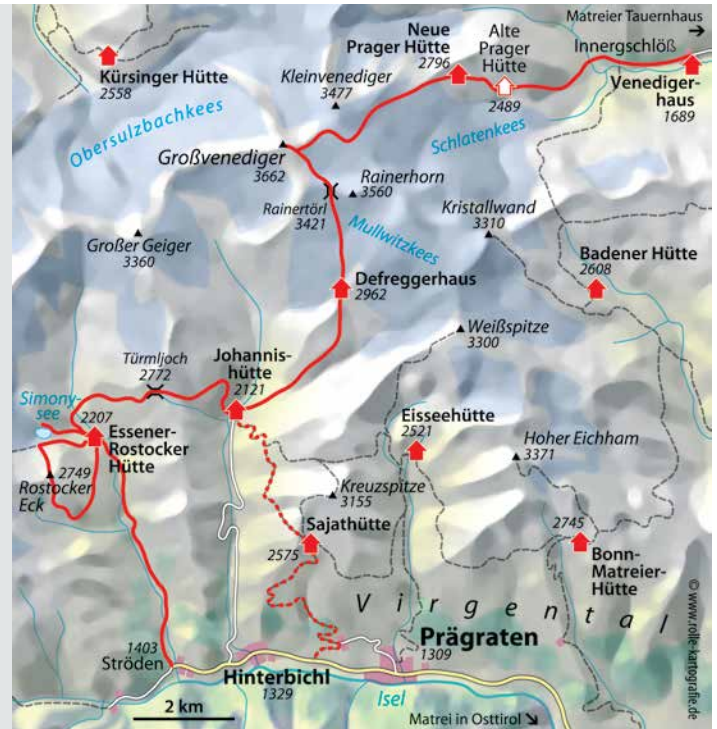 Matreier Tauernhaus
Neue
Prager Hütte
2796
Alte
Prager
Hütte
2489
Innergschlöß
Venediger-
haus
1689
Kürsinger Hütte
2558
Kleinvenediger
3477
Obersulzbachkees
Schlatenkees
Großvenediger
3662
Rainerhorn
3560
Rainertörl
3421
Kristallwand
3310
Mullwitzkees
Großer Geiger
3360
Badener Hütte
2608
Defreggerhaus
2962
Weißspitze
3300
Türmljoch
2772
Johannis-
hütte
2121
Simony-
see
2207
Essener-
Rostocker
Hütte
Eisseehütte
2521
Hoher Eichham
3371
2749
Rostocker
Eck
Kreuzspitze
3155
Sajathütte
2575
2745
Bonn-
Matreier-
Hütte
Virgental
Prägraten
1309
1403
Ströden
Hinterbichl
1329
Isel
2 km
Matrei in Osttirol
© www.rolle-kartografie.de